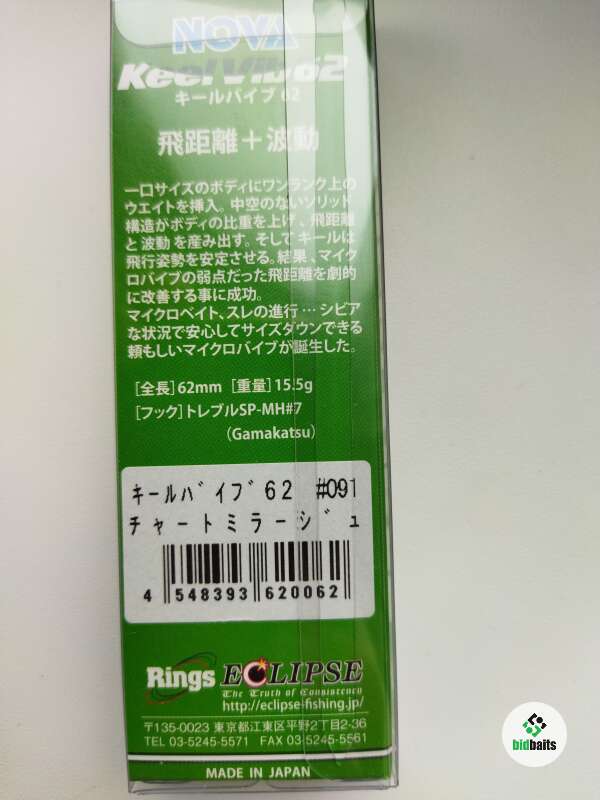 NOVA
Keel Vib 62
キールバイブ 62
飛距離＋波動
一口サイズのボディにワンランク上の
ウエイトを挿入。中空のないソリッド
構造がボディの比重を上げ、飛距離
と波動を産み出す。そしてキールは
飛行姿勢を安定させる。結果、マイク
ロバイブの弱点だった飛距離を劇的
に改善する事に成功。
マイクロベイト、スレの進行…シビア
な状況で安心してサイズダウンできる
頼もしいマイクロバイブが誕生した。
［全長］62mm ［重量］15.5g
［フック］トレブルSP-MH#7
（Gamakatsu）
ｷｰﾙﾊﾞｲﾌﾞ62 #091
ﾁｬｰﾄﾐﾗｰｼﾞｭ
4 548393 620062
Rings ECLIPSE
The Truth of Consistency
http://eclipse-fishing.jp/
〒135-0023 東京都江東区平野2丁目2-36
TEL 03-5245-5571 FAX 03-5245-5561
MADE IN JAPAN
bidbaits